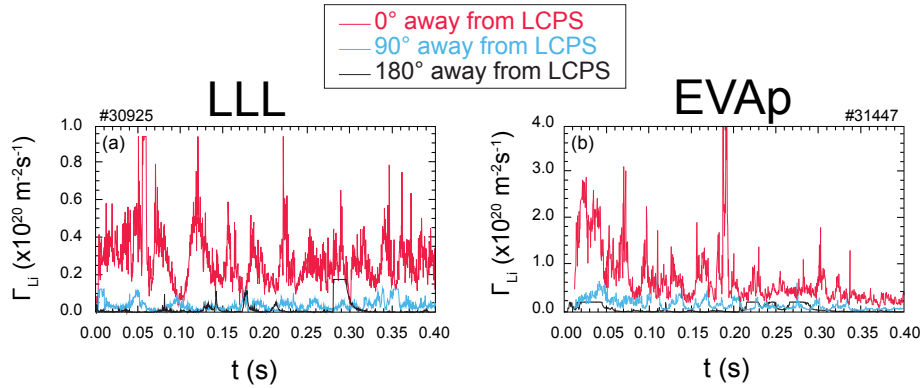 0° away from LCPS
90° away from LCPS
180° away from LCPS
LLL
EVAp
#30925
#31447
(a)
(b)
Γ_Li (x10^20 m^-2s^-1)
1.0
0.8
0.6
0.4
0.2
0.0
0.00 0.05 0.10 0.15 0.20 0.25 0.30 0.35 0.40
t (s)
Γ_Li (x10^20 m^-2s^-1)
4.0
3.0
2.0
1.0
0.0
0.00 0.05 0.10 0.15 0.20 0.25 0.30 0.35 0.40
t (s)